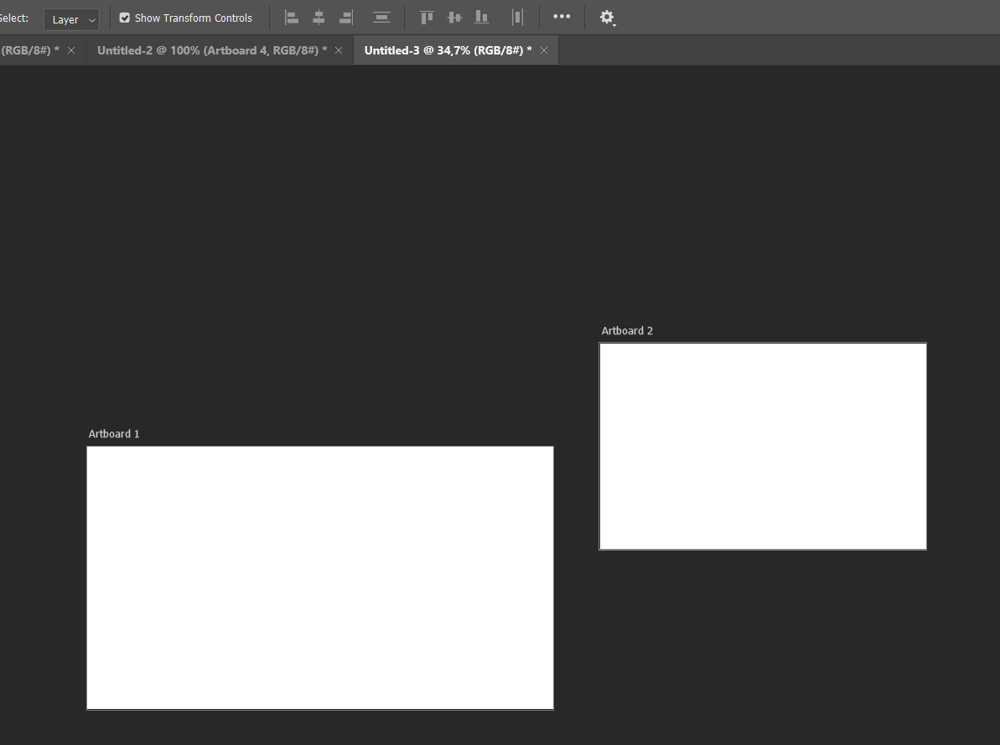 Select: Layer Show Transform Controls
(RGB/8#) * Untitled-2 @ 100% (Artboard 4, RGB/8#) * Untitled-3 @ 34,7% (RGB/8#) *
Artboard 2
Artboard 1